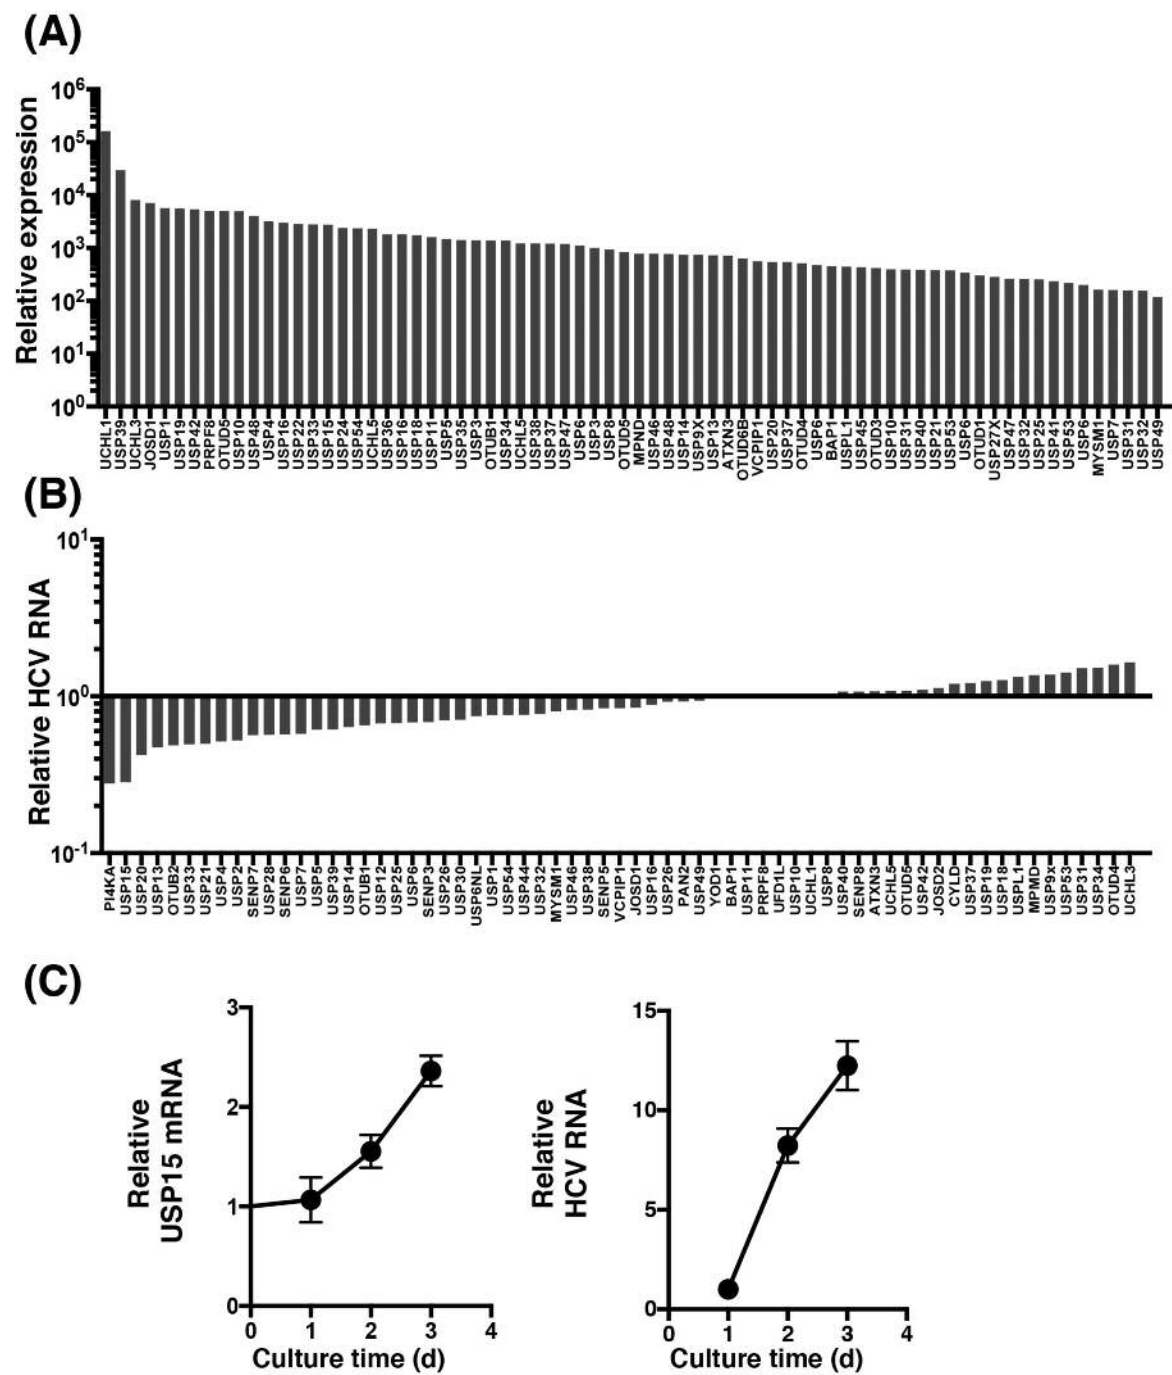 (A)
Relative expression
10⁶
10⁵
10⁴
10³
10²
10¹
10⁰
UCHL1
USP39
UCHL3
JOSD1
USP1
USP19
USP42
PRPF8
OTUD5
USP10
USP48
USP4
USP16
USP22
USP33
USP15
USP24
USP54
UCHL5
USP36
USP16
USP18
USP11
USP5
USP35
USP3
OTUB1
USP34
UCHL5
USP38
USP37
USP47
USP6
USP3
USP8
OTUD5
MPND
USP46
USP48
USP14
USP9X
USP13
ATXN3
OTUD6B
VCPIP1
USP20
USP37
OTUD4
USP6
BAP1
USPL1
USP45
OTUD3
USP10
USP31
USP40
USP21
USP53
USP6
OTUD1
USP27X
USP47
USP32
USP25
USP41
USP53
USP6
MYSM1
USP7
USP31
USP32
USP49
(B)
Relative HCV RNA
10¹
10⁰
10⁻¹
PI4KA
USP15
USP20
USP13
OTUB2
USP33
USP21
USP4
USP2
SENP7
USP28
SENP6
USP7
USP5
USP39
USP14
OTUB1
USP12
USP25
USP6
SENP3
USP26
USP30
USP6NL
USP1
USP54
USP44
USP32
MYSM1
USP46
USP38
SENP5
VCPIP1
JOSD1
USP16
USP26
PAN2
USP49
YOD1
BAP1
USP11
PRPF8
UFD1L
USP10
UCHL1
USP8
USP40
SENP8
ATXN3
UCHL5
OTUD5
USP42
JOSD2
CYLD
USP37
USP19
USP18
USPL1
MPMD
USP9x
USP53
USP31
USP34
OTUD4
UCHL3
(C)
Relative
USP15 mRNA
3
2
1
0
0 1 2 3 4
Culture time (d)
Relative
HCV RNA
15
10
5
0
0 1 2 3 4
Culture time (d)